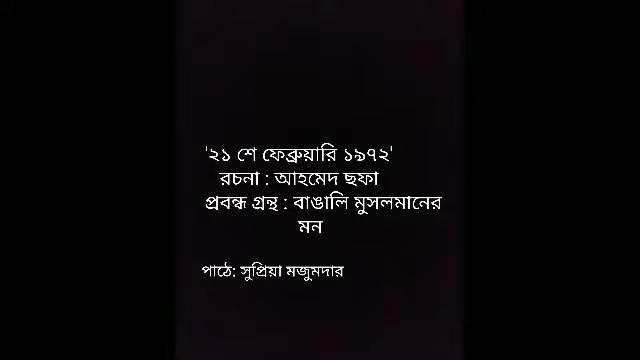 '২১ শে ফেব্রুয়ারি ১৯৭২'
রচনা : আহমেদ ছফা
প্রবন্ধ গ্রন্থ : বাঙালি মুসলমানের
মন
পাঠে: সুপ্রিয়া মজুমদার